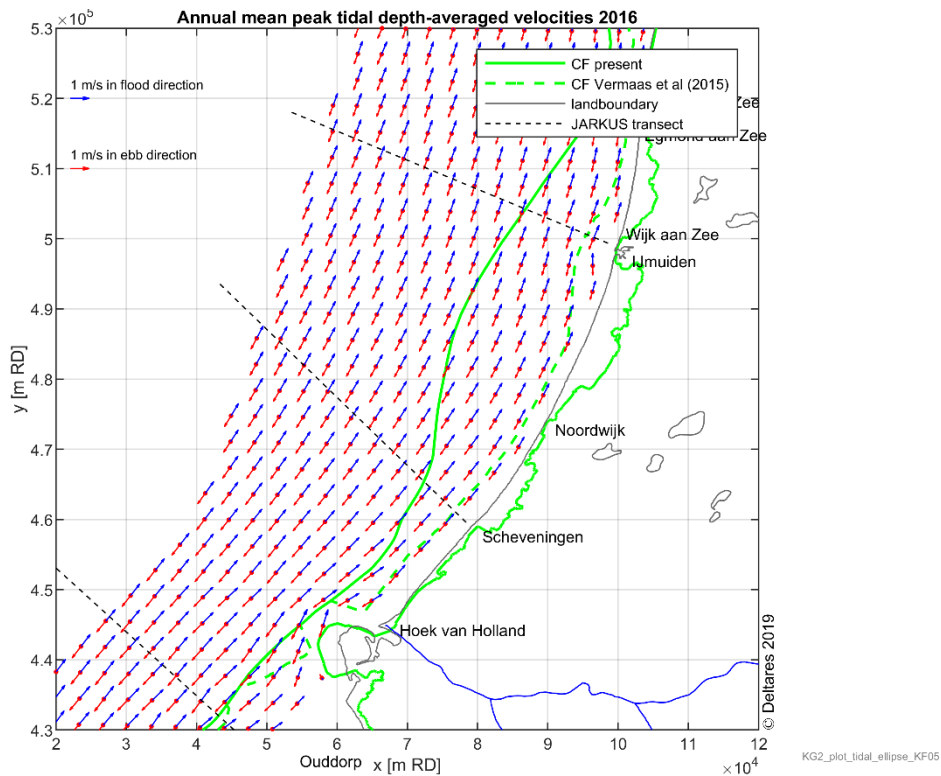 Annual mean peak tidal depth-averaged velocities 2016
×10⁵
5.3
5.2
5.1
5
4.9
4.8
4.7
4.6
4.5
4.4
4.3
y [m RD]
1 m/s in flood direction
1 m/s in ebb direction
CF present
CF Vermaas et al (2015)
landboundary
JARKUS transect
Zee
Egmond aan Zee
Wijk aan Zee
IJmuiden
Noordwijk
Scheveningen
Hoek van Holland
Ouddorp
2 3 4 5 6 7 8 9 10 11 12
x [m RD]
×10⁴
© Deltares 2019
KG2_plot_tidal_ellipse_KF05